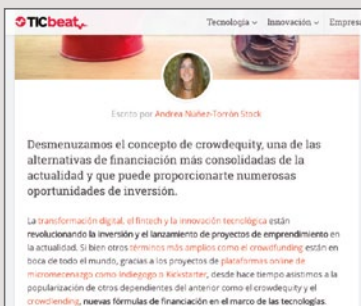 TICbeat
Tecnología Innovación Empresa
Escrito por Andrea Núñez-Torrón Stock
Desmenuzamos el concepto de crowdequity, una de las
alternativas de financiación más consolidadas de la
actualidad y que puede proporcionarte numerosas
oportunidades de inversión.
La transformación digital, el fintech y la innovación tecnológica están
revolucionando la inversión y el lanzamiento de proyectos de emprendimiento en
la actualidad. Si bien otros términos más amplios como el crowdfunding están en
boca de todo el mundo, gracias a los proyectos de plataformas online de
micromecenazgo como Indiegogo o Kickstarter, desde hace tiempo asistimos a la
popularización de otros dependientes del anterior como el crowdequity y el
crowdlending, nuevas fórmulas de financiación en el marco de las tecnologías.